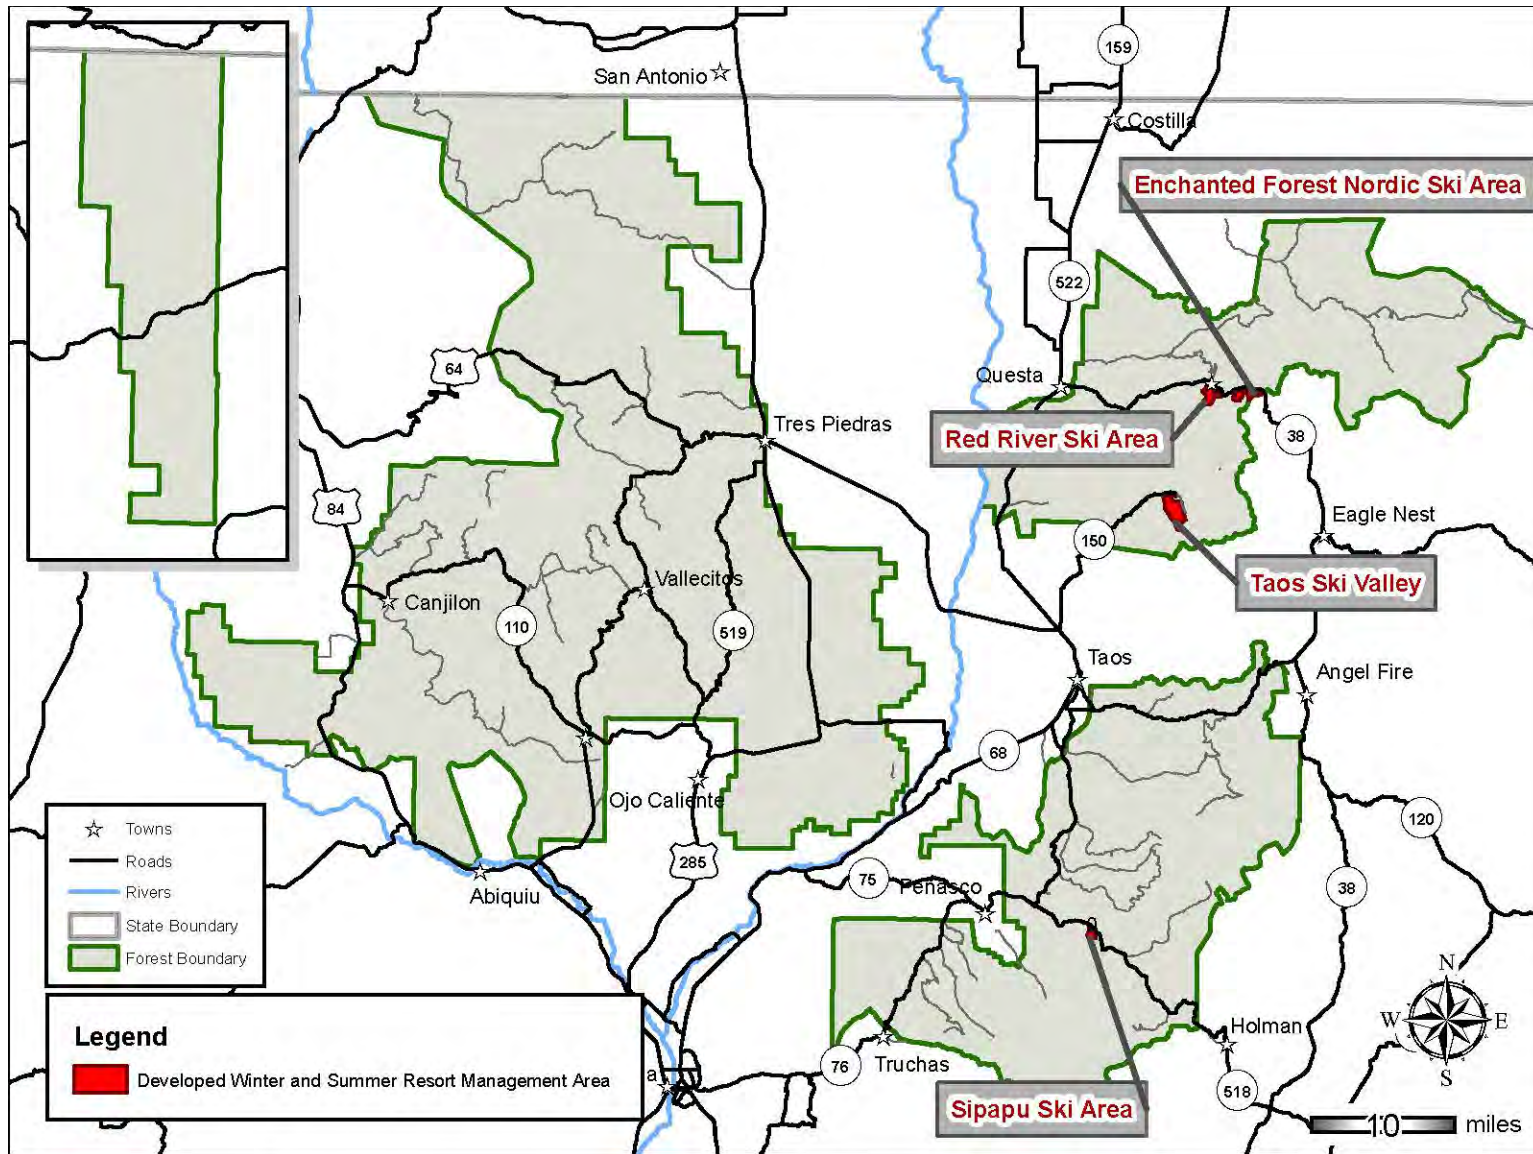 San Antonio
159
Costilla
Enchanted Forest Nordic Ski Area
522
64
Questa
Tres Piedras
Red River Ski Area
38
84
Eagle Nest
150
Vallecitos
Taos Ski Valley
Canjilon
110
519
Taos
Angel Fire
68
Ojo Caliente
120
285
75
Peñasco
38
Abiquiu
Towns
Roads
Rivers
State Boundary
Forest Boundary
Holman
Truchas
76
518
Sipapu Ski Area
Legend
Developed Winter and Summer Resort Management Area
a
N
W
E
S
10 miles